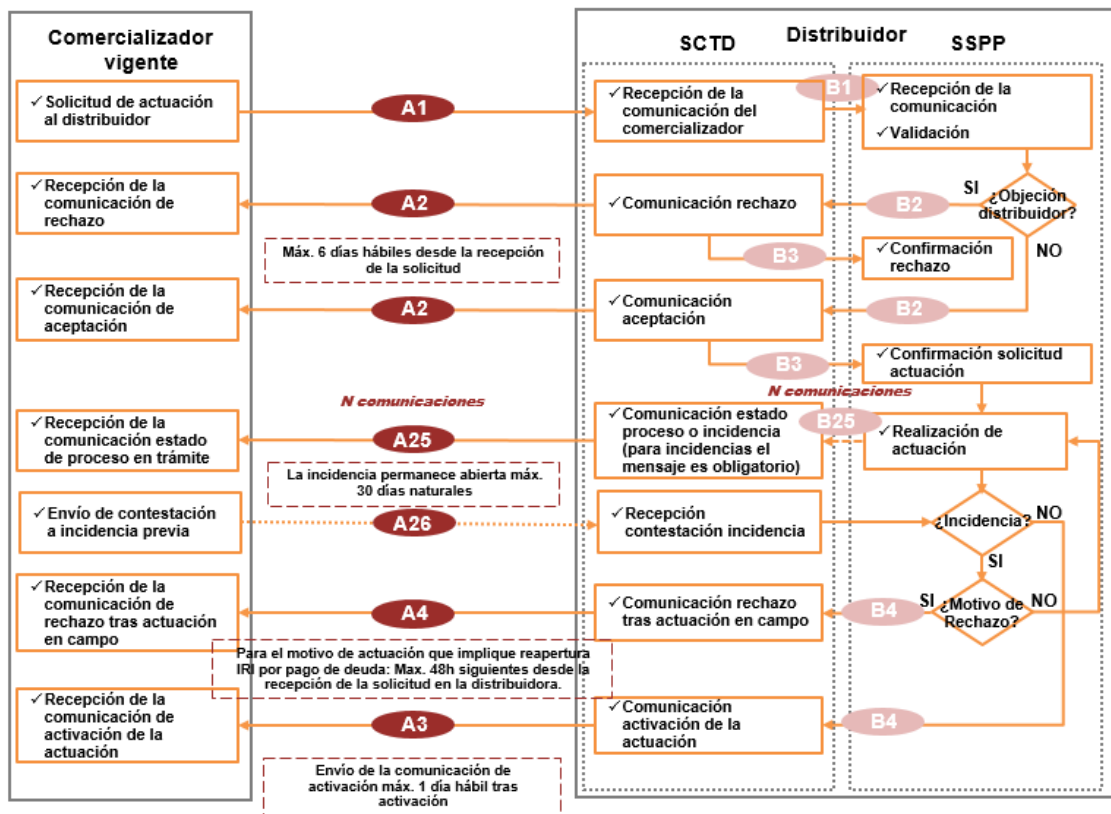 Comercializador
vigente
Distribuidor
SCTD
SSPP
✓ Solicitud de actuación
al distribuidor
A1
✓ Recepción de la
comunicación del
comercializador
B1
✓ Recepción de la
comunicación
✓ Validación
✓ Recepción de la
comunicación de
rechazo
A2
✓ Comunicación rechazo
B2
SI
¿Objeción
distribuidor?
NO
Máx. 6 días hábiles desde la recepción
de la solicitud
B3
✓ Confirmación
rechazo
✓ Recepción de la
comunicación de
aceptación
A2
✓ Comunicación
aceptación
B2
B3
✓ Confirmación solicitud
actuación
N comunicaciones
N comunicaciones
✓ Recepción de la
comunicación estado
de proceso en trámite
A25
✓ Comunicación estado
proceso o incidencia
(para incidencias el
mensaje es obligatorio)
B25
✓ Realización de
actuación
La incidencia permanece abierta máx.
30 días naturales
✓ Envío de contestación
a incidencia previa
A26
✓ Recepción
contestación incidencia
¿Incidencia?
NO
SI
✓ Recepción de la
comunicación de
rechazo tras actuación
en campo
A4
✓ Comunicación rechazo
tras actuación en campo
B4
SI
¿Motivo de
Rechazo?
NO
Para el motivo de actuación que implique reapertura
IRI por pago de deuda: Max. 48h siguientes desde la
recepción de la solicitud en la distribuidora.
✓ Recepción de la
comunicación de
activación de la
actuación
A3
✓ Comunicación
activación de la
actuación
B4
Envío de la comunicación de
activación máx. 1 día hábil tras
activación